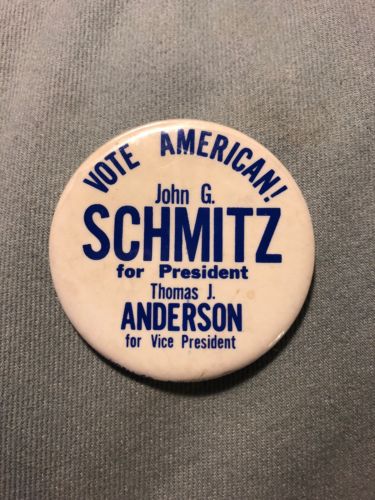 VOTE AMERICAN!
John G.
SCHMITZ
for President
Thomas J.
ANDERSON
for Vice President